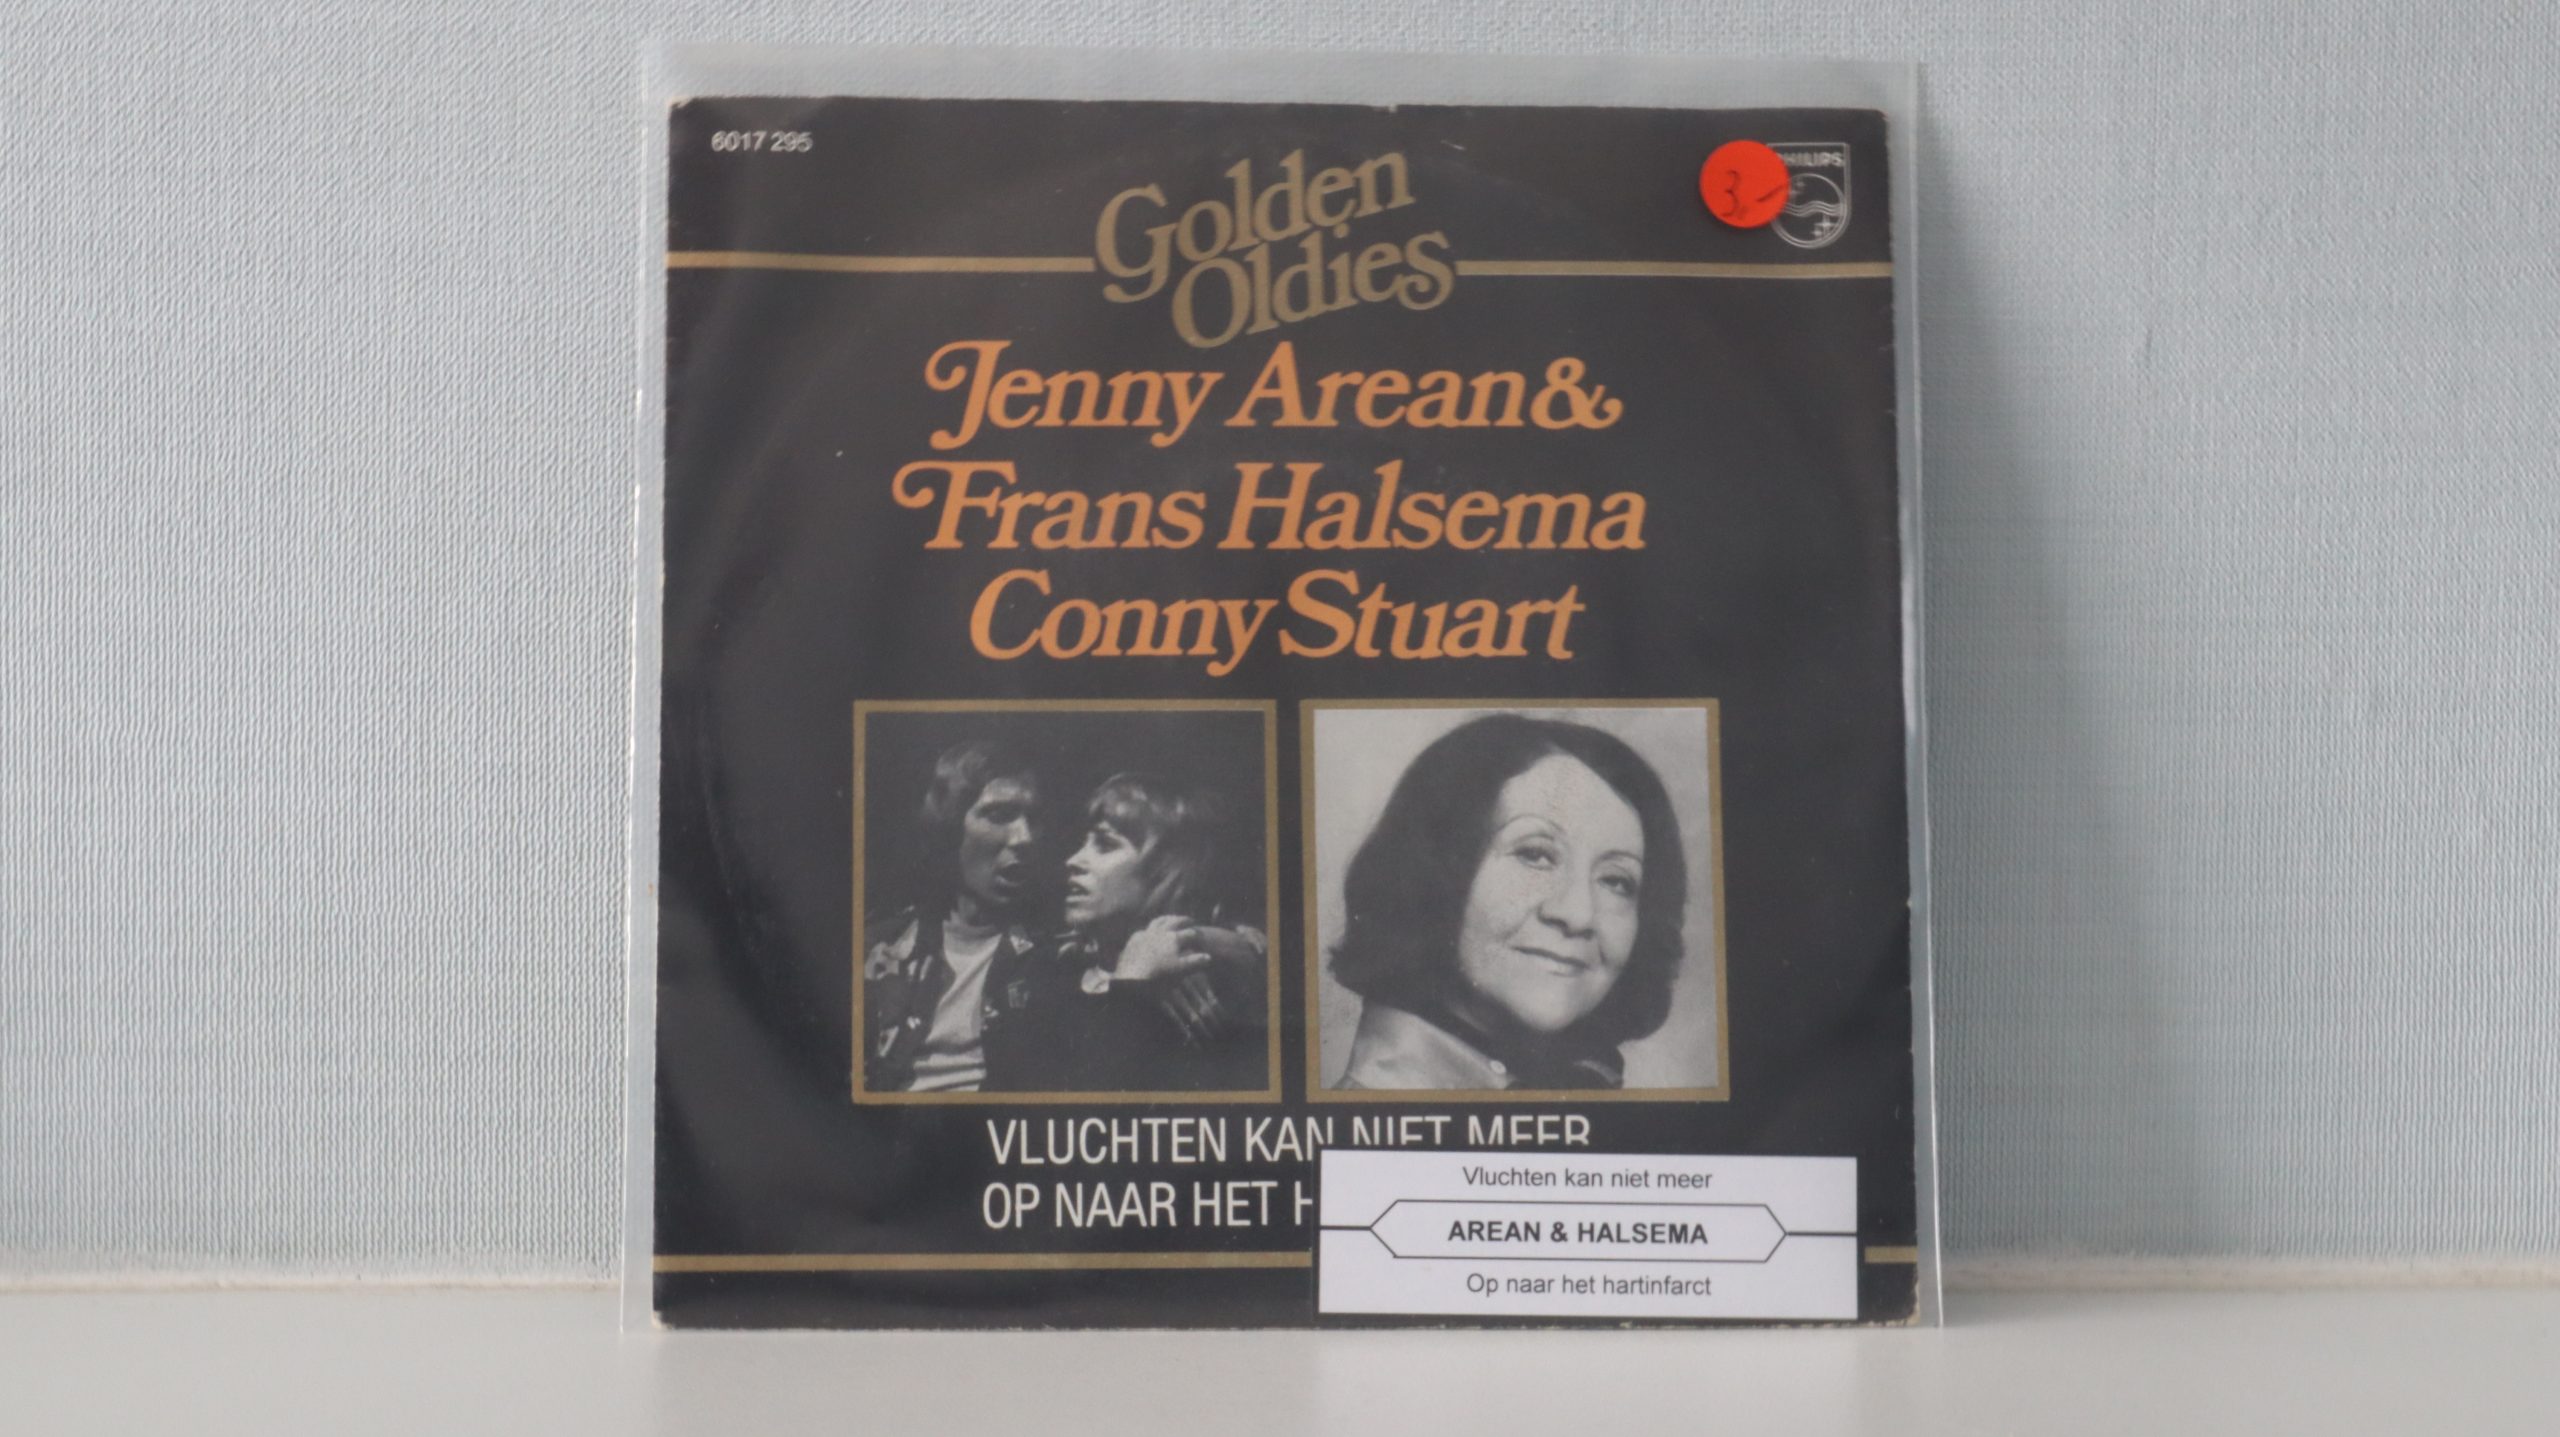 6017 295
Golden
Oldies
PHILIPS
3,-
Jenny Arean &
Frans Halsema
Conny Stuart
VLUCHTEN KAN NIET MEER
OP NAAR HET H
Vluchten kan niet meer
AREAN & HALSEMA
Op naar het hartinfarct